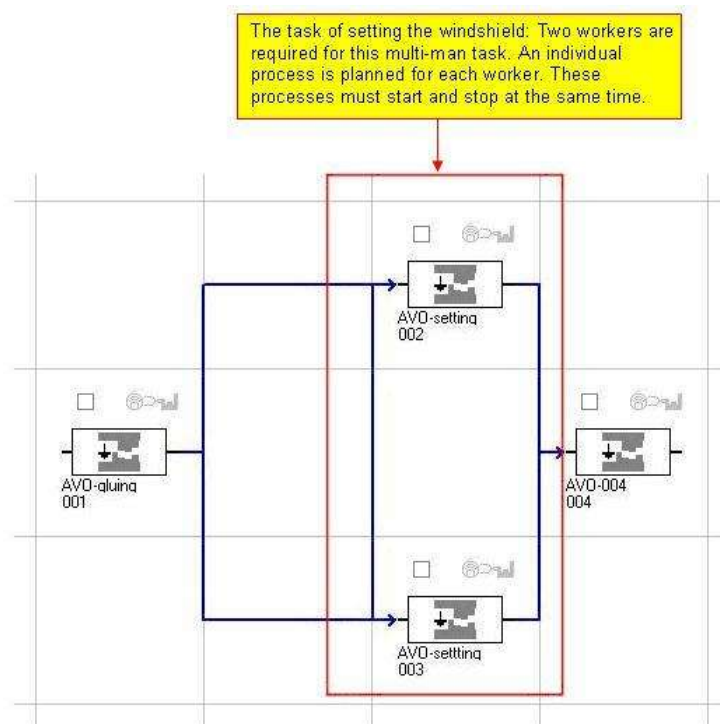 The task of setting the windshield: Two workers are
required for this multi-man task. An individual
process is planned for each worker. These
processes must start and stop at the same time.
AVO-setting
002
AVO-gluing
001
AVO-004
004
AVO-settting
003